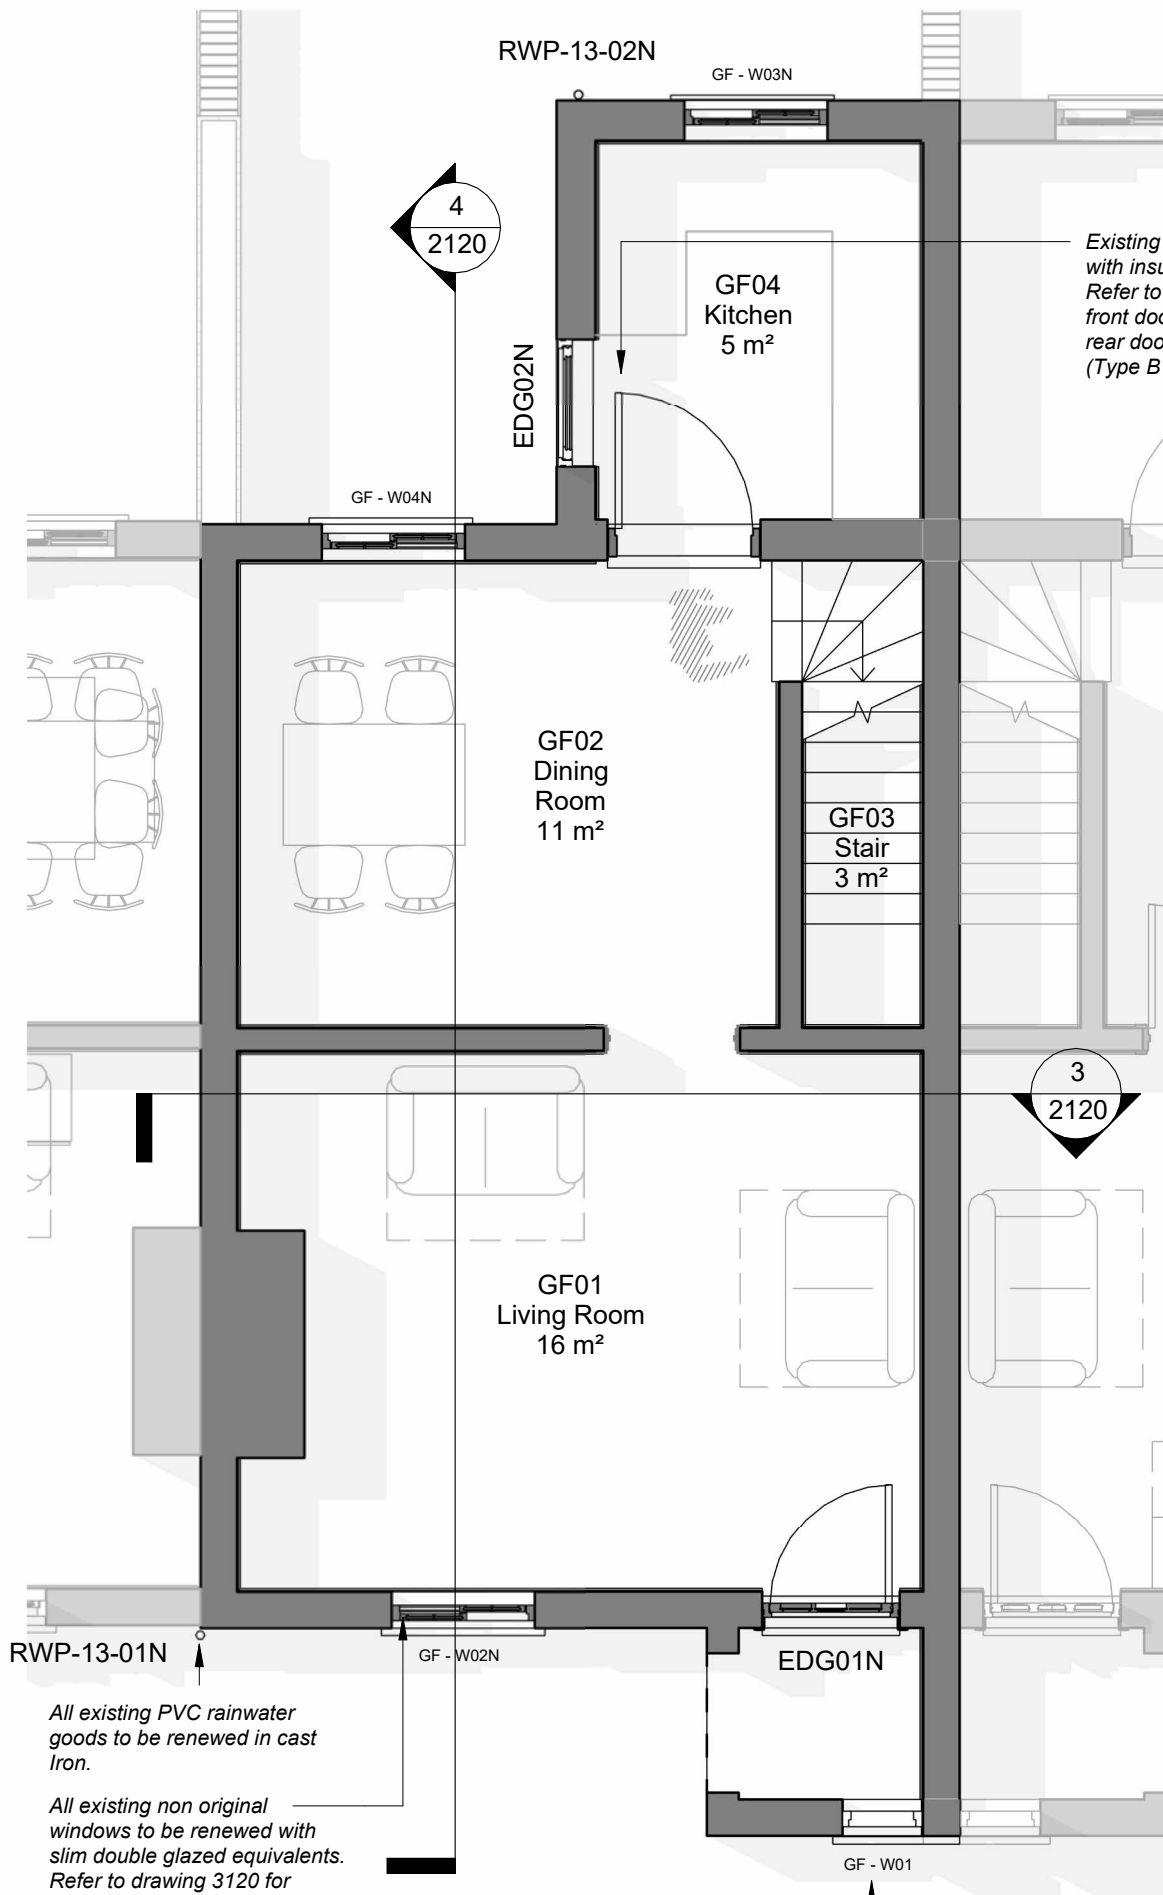 RWP-13-02N
GF - W03N
4
2120
Existing
with insu
Refer to
front doo
rear doo
(Type B
GF04
Kitchen
5 m²
EDG02N
GF - W04N
GF02
Dining
Room
11 m²
GF03
Stair
3 m²
3
2120
GF01
Living Room
16 m²
RWP-13-01N
GF - W02N
EDG01N
All existing PVC rainwater
goods to be renewed in cast
Iron.
All existing non original
windows to be renewed with
slim double glazed equivalents.
Refer to drawing 3120 for
GF - W01